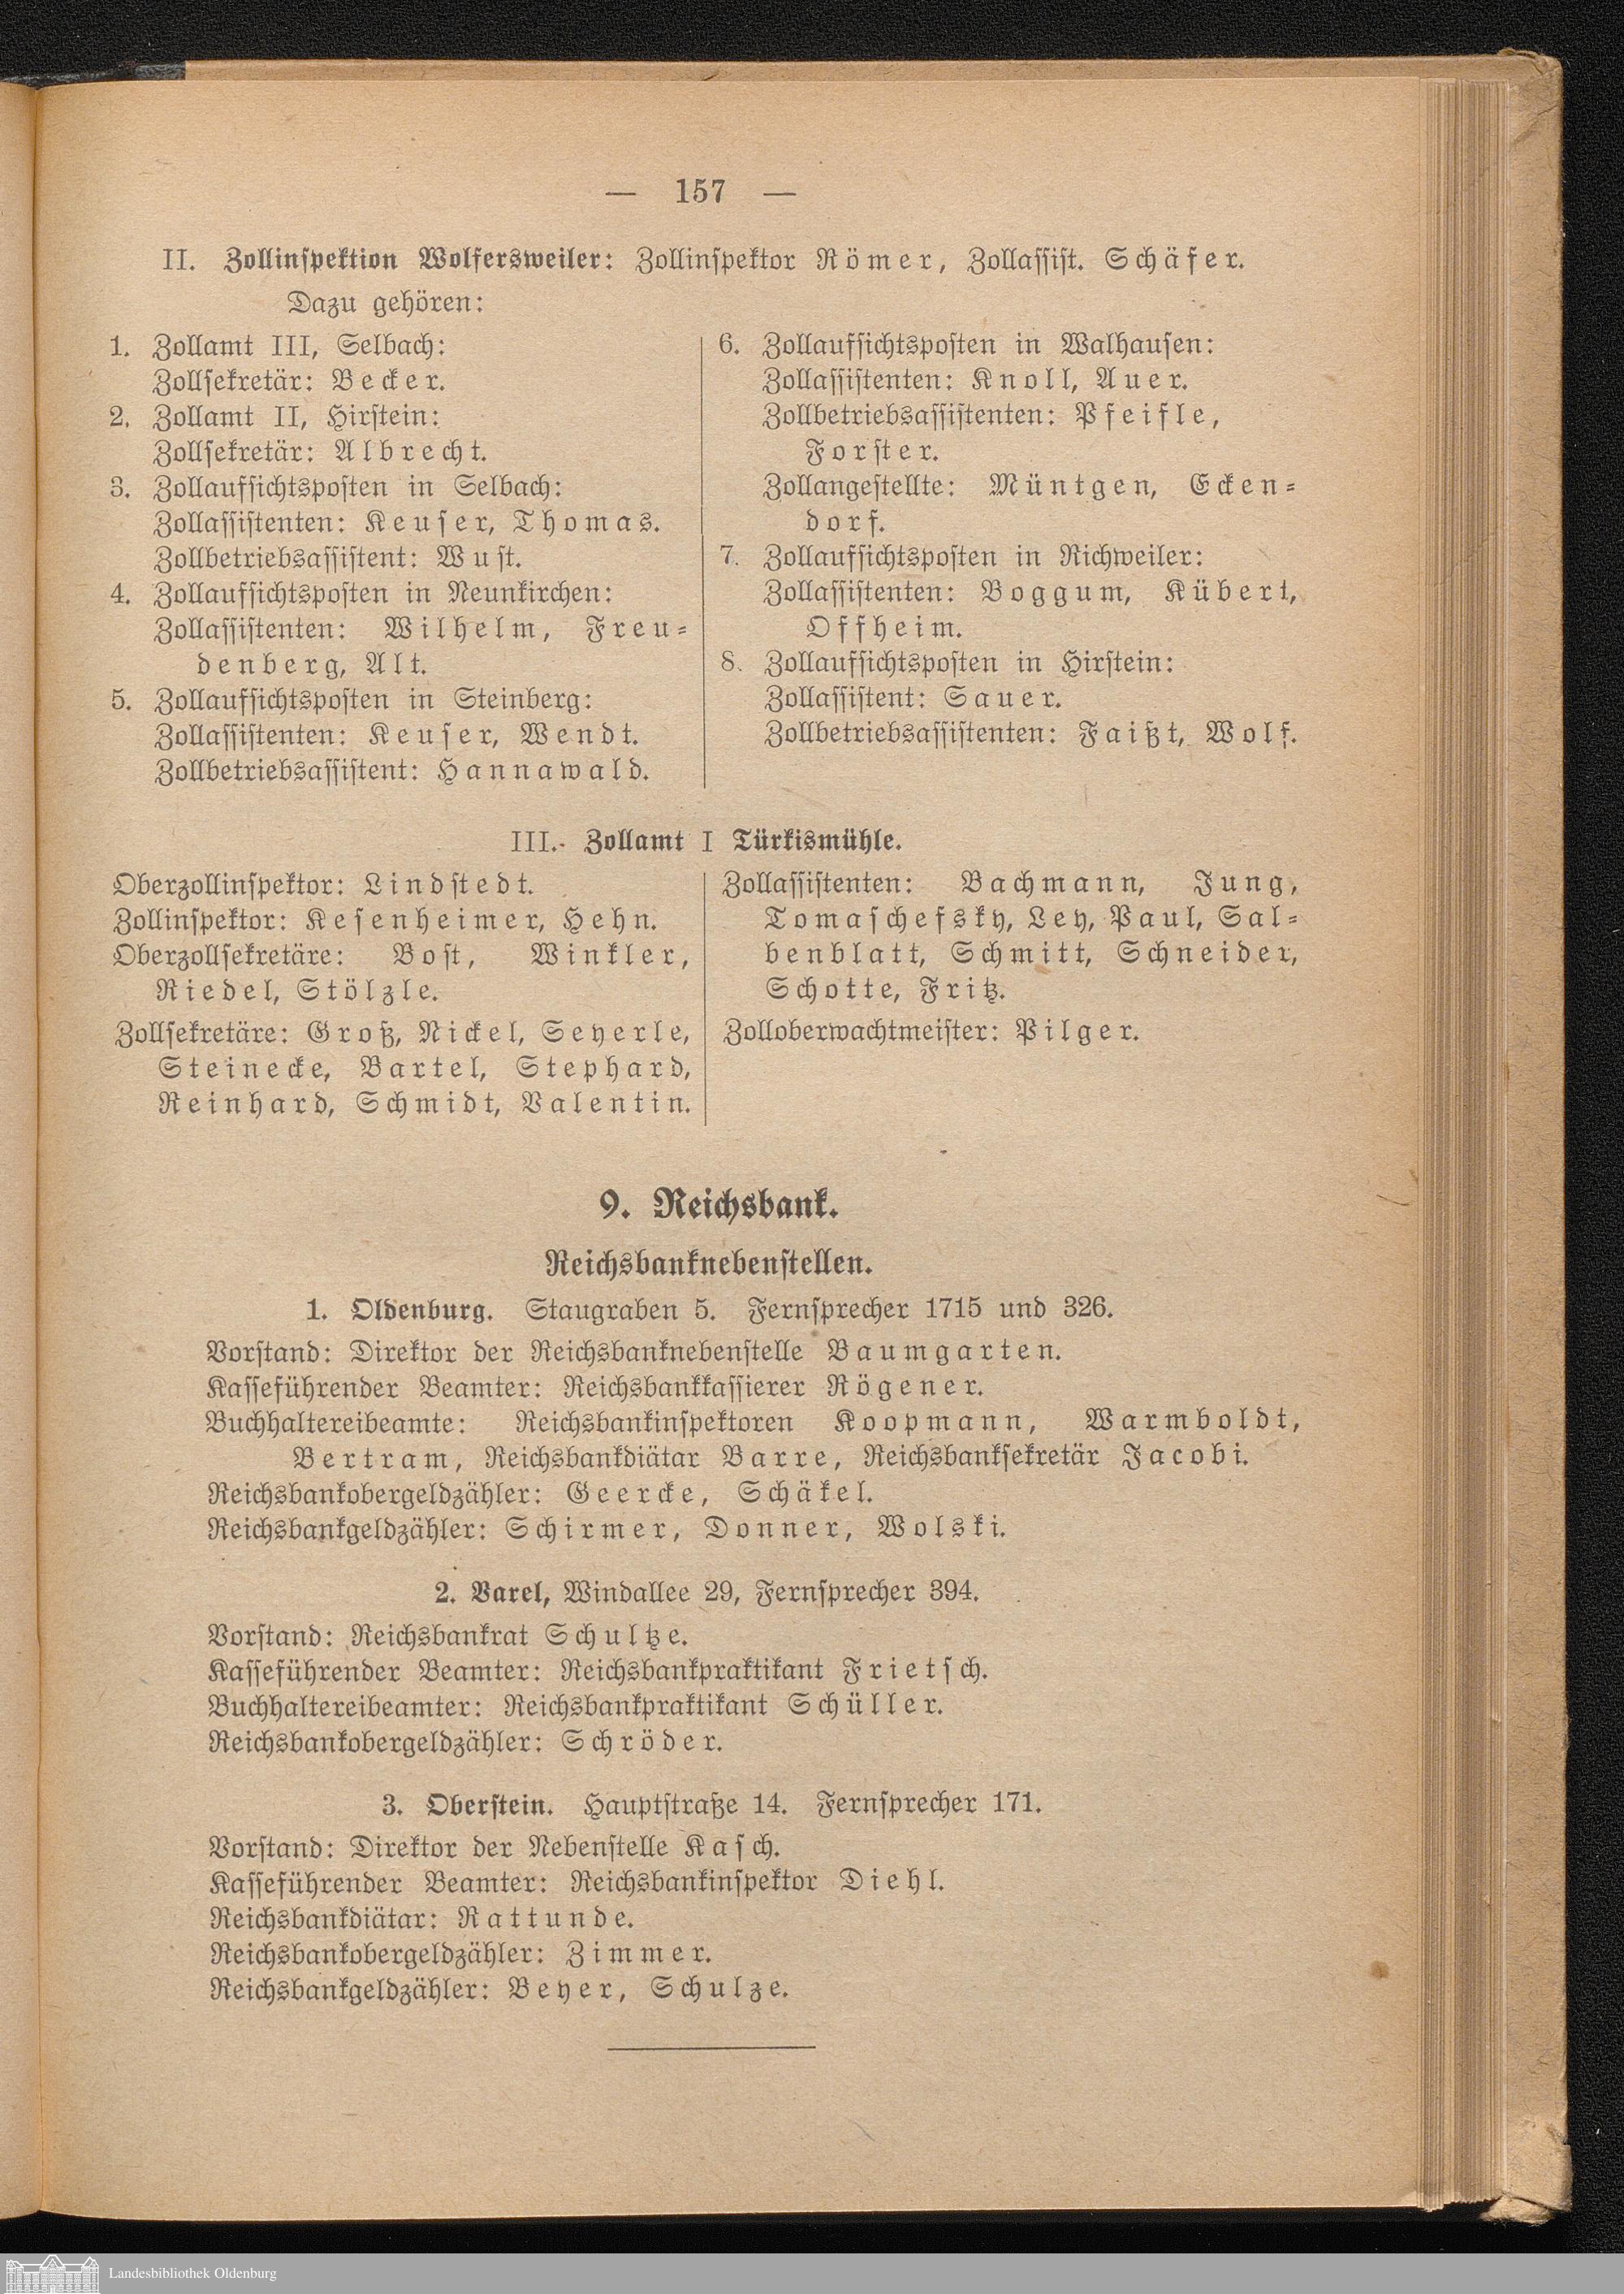 — 157 —
II. Zollinspektion Wolfersweiler: Zollinspektor Römer, Zollassist. Schäfer.
Dazu gehören:
1. Zollamt III, Selbach:
Zollsekretär: Becker.
2. Zollamt II, Hirstein:
Zollsekretär: Albrecht.
3. Zollaufsichtsposten in Selbach:
Zollassistenten: Keuser, Thomas.
Zollbetriebsassistent: Wust.
4. Zollaufsichtsposten in Neunkirchen:
Zollassistenten: Wilhelm, Freu-
denberg, Alt.
5. Zollaufsichtsposten in Steinberg:
Zollassistenten: Keuser, Wendt.
Zollbetriebsassistent: Hannawald.
6. Zollaufsichtsposten in Walhausen:
Zollassistenten: Knoll, Auer.
Zollbetriebsassistenten: Pfeifle,
Forster.
Zollangestellte: Müntgen, Ecken-
dorf.
7. Zollaufsichtsposten in Richweiler:
Zollassistenten: Boggum, Kübert,
Offheim.
8. Zollaufsichtsposten in Hirstein:
Zollassistent: Sauer.
Zollbetriebsassistenten: Faißt, Wolf.
III. Zollamt I Türkismühle.
Oberzollinspektor: Lindstedt.
Zollinspektor: Kesenheimer, Hehn.
Oberzollsekretäre: Bost, Winkler,
Riedel, Stölzle.
Zollsekretäre: Groß, Nickel, Seyerle,
Steinecke, Bartel, Stephard,
Reinhard, Schmidt, Valentin.
Zollassistenten: Bachmann, Jung,
Tomaschefsky, Ley, Paul, Sal-
benblatt, Schmitt, Schneider,
Schotte, Fritz.
Zolloberwachtmeister: Pilger.
9. Reichsbank.
Reichsbanknebenstellen.
1. Oldenburg. Staugraben 5. Fernsprecher 1715 und 326.
Vorstand: Direktor der Reichsbanknebenstelle Baumgarten.
Kasseführender Beamter: Reichsbankkassierer Rögener.
Buchhaltereibeamte: Reichsbankinspektoren Koopmann, Warmboldt,
Bertram, Reichsbankdiätar Barre, Reichsbanksekretär Jacobi.
Reichsbankobergeldzähler: Geercke, Schäkel.
Reichsbankgeldzähler: Schirmer, Donner, Wolski.
2. Varel, Windallee 29, Fernsprecher 394.
Vorstand: Reichsbankrat Schultze.
Kasseführender Beamter: Reichsbankpraktikant Frietsch.
Buchhaltereibeamter: Reichsbankpraktikant Schüller.
Reichsbankobergeldzähler: Schröder.
3. Oberstein. Hauptstraße 14. Fernsprecher 171.
Vorstand: Direktor der Nebenstelle Kasch.
Kasseführender Beamter: Reichsbankinspektor Diehl.
Reichsbankdiätar: Rattunde.
Reichsbankobergeldzähler: Zimmer.
Reichsbankgeldzähler: Beyer, Schulze.
Landesbibliothek Oldenburg